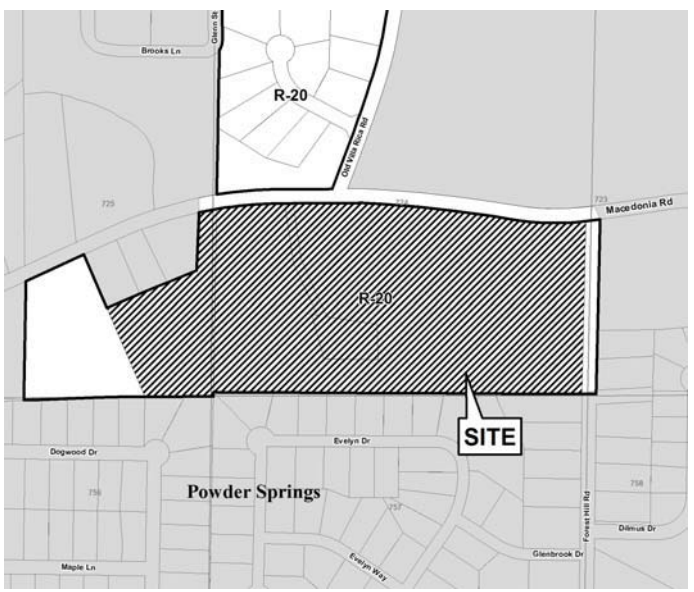 Glenn St
Brooks Ln
R-20
Old Villa Rica Rd
725
724
723
Macedonia Rd
R-20
SITE
Dogwood Dr
Evelyn Dr
756
Powder Springs
757
758
Forest Hill Rd
Dilmus Dr
Glenbrook Dr
Maple Ln
Evelyn Way